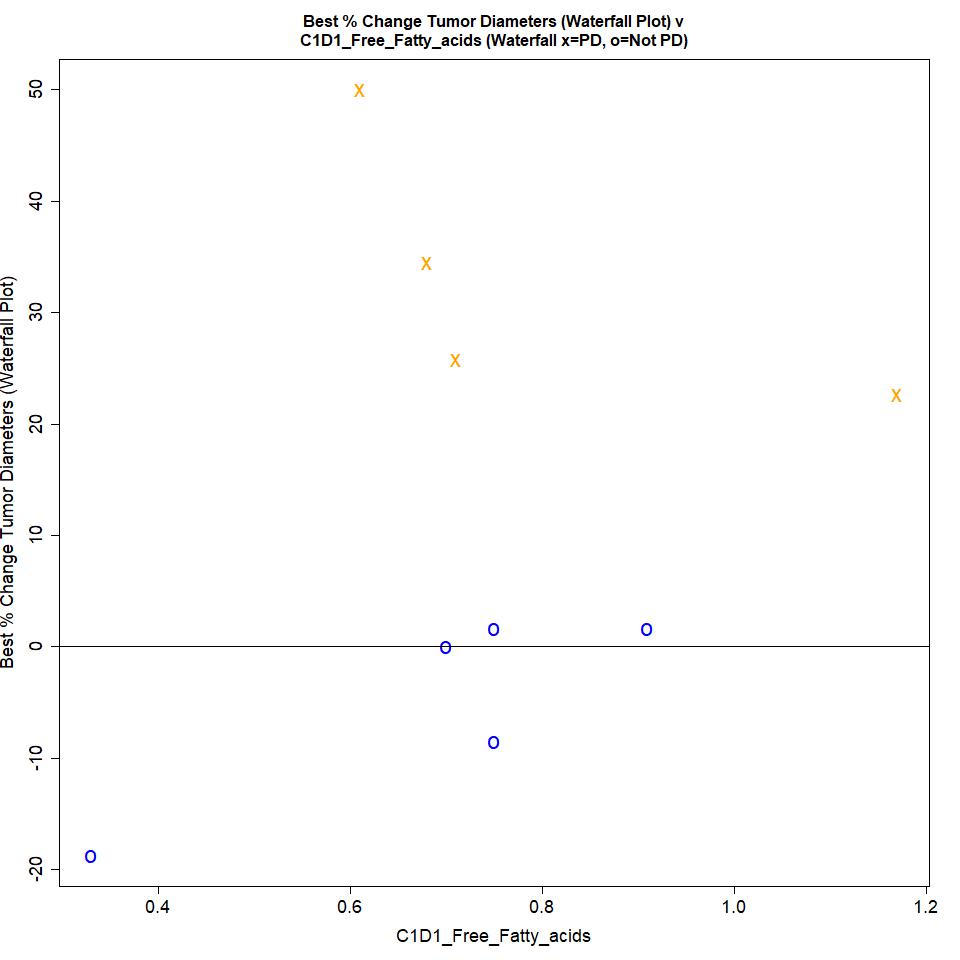 Best % Change Tumor Diameters (Waterfall Plot) v
C1D1_Free_Fatty_acids (Waterfall x=PD, o=Not PD)
Best % Change Tumor Diameters (Waterfall Plot)
50
40
30
20
10
0
-10
-20
X
X
X
X
O
O
O
O
O
0.4 0.6 0.8 1.0 1.2
C1D1_Free_Fatty_acids